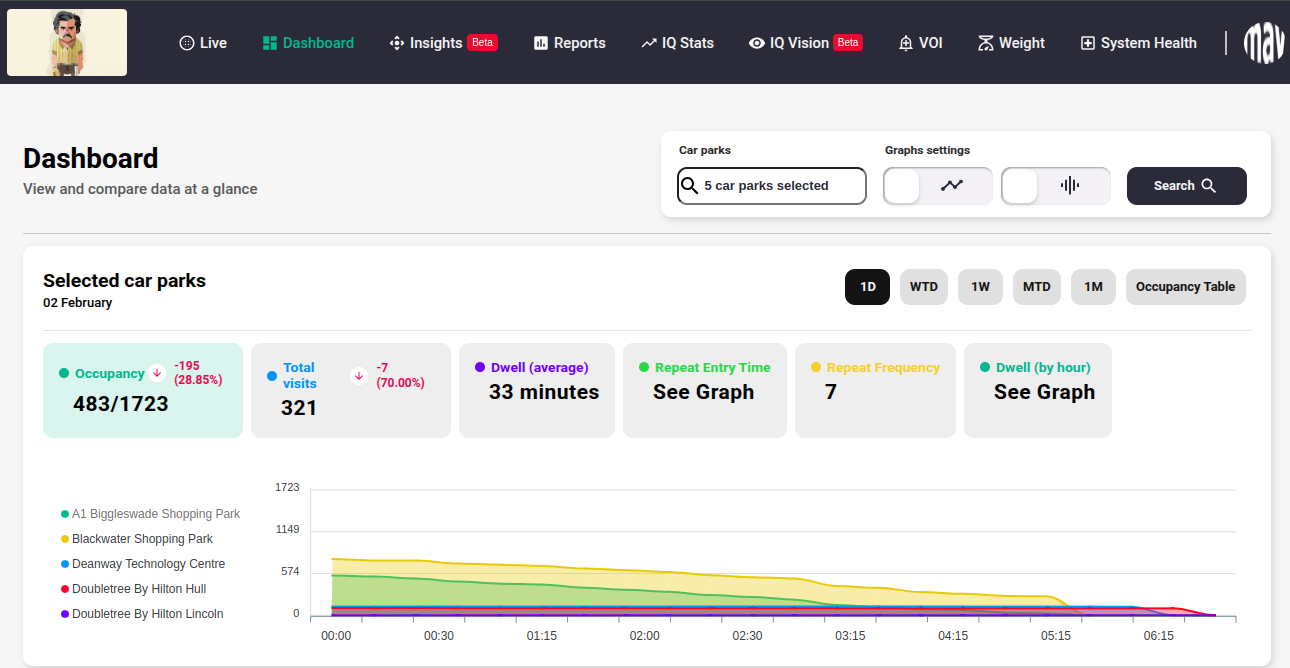 Live
Dashboard
Insights Beta
Reports
IQ Stats
IQ Vision Beta
VOI
Weight
System Health
mav
Dashboard
View and compare data at a glance
Car parks
Graphs settings
5 car parks selected
Search
Selected car parks
02 February
1D
WTD
1W
MTD
1M
Occupancy Table
Occupancy
-195
(28.85%)
483/1723
Total
visits
-7
(70.00%)
321
Dwell (average)
33 minutes
Repeat Entry Time
See Graph
Repeat Frequency
7
Dwell (by hour)
See Graph
A1 Biggleswade Shopping Park
Blackwater Shopping Park
Deanway Technology Centre
Doubletree By Hilton Hull
Doubletree By Hilton Lincoln
1723
1149
574
0
00:00
00:30
01:15
02:00
02:30
03:15
04:15
05:15
06:15